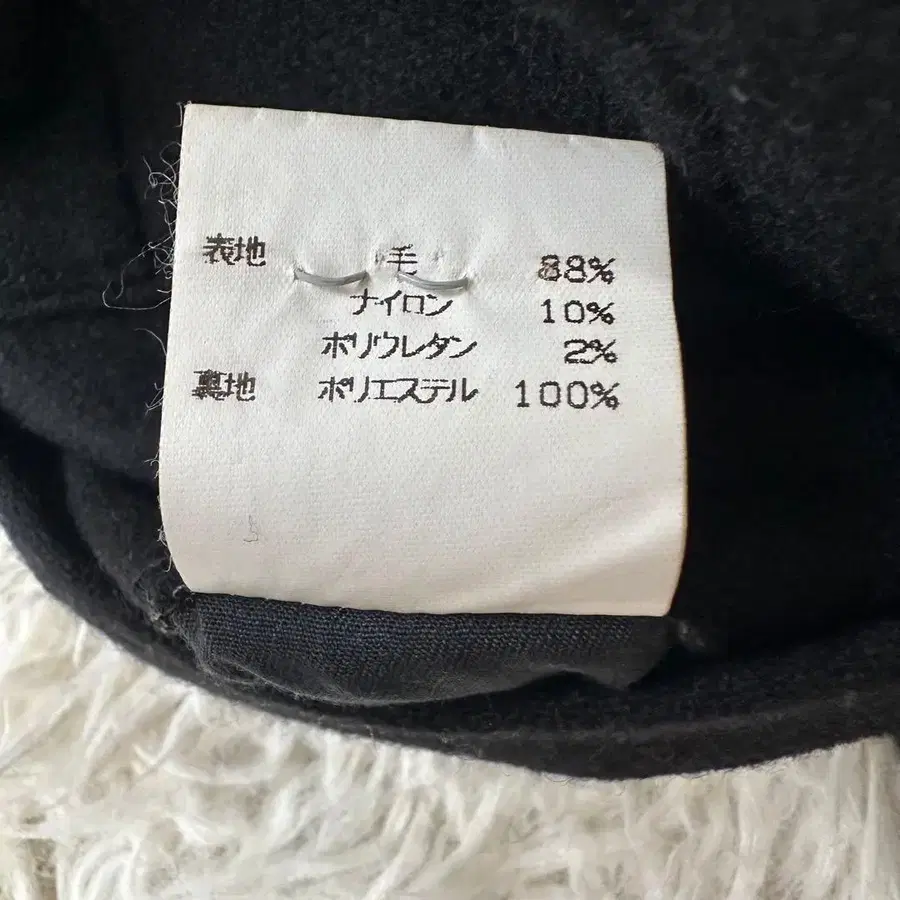 表地 毛 88%
ナイロン 10%
ポリウレタン 2%
裏地 ポリエステル 100%